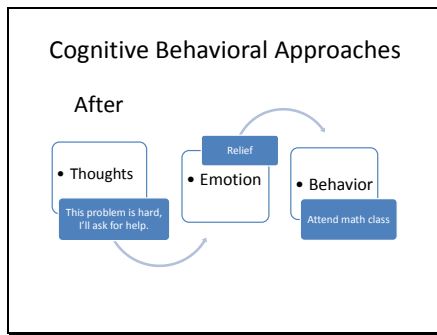 Cognitive Behavioral Approaches
After
• Thoughts
This problem is hard,
I'll ask for help.
Relief
• Emotion
• Behavior
Attend math class